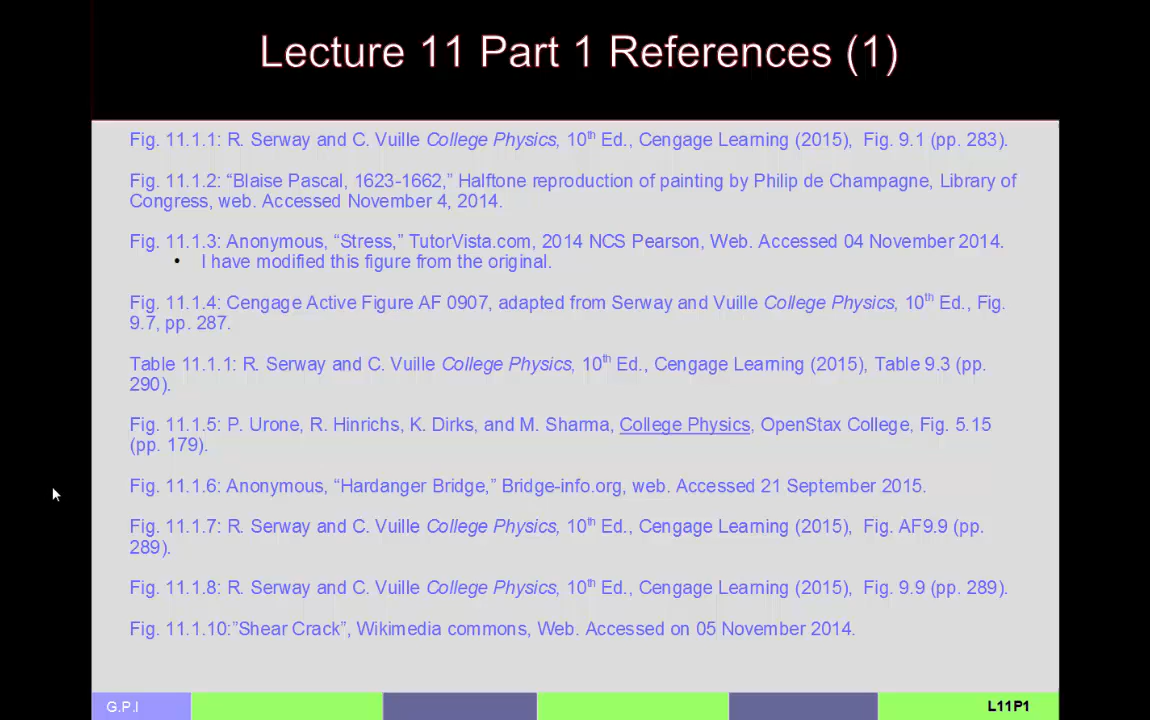 Lecture 11 Part 1 References (1)
Fig. 11.1.1: R. Serway and C. Vuille College Physics, 10th Ed., Cengage Learning (2015),  Fig. 9.1 (pp. 283).
Fig. 11.1.2: “Blaise Pascal, 1623-1662,” Halftone reproduction of painting by Philip de Champagne, Library of
Congress, web. Accessed November 4, 2014.
Fig. 11.1.3: Anonymous, “Stress,” TutorVista.com, 2014 NCS Pearson, Web. Accessed 04 November 2014.
• I have modified this figure from the original.
Fig. 11.1.4: Cengage Active Figure AF 0907, adapted from Serway and Vuille College Physics, 10th Ed., Fig.
9.7, pp. 287.
Table 11.1.1: R. Serway and C. Vuille College Physics, 10th Ed., Cengage Learning (2015), Table 9.3 (pp.
290).
Fig. 11.1.5: P. Urone, R. Hinrichs, K. Dirks, and M. Sharma, College Physics, OpenStax College, Fig. 5.15
(pp. 179).
Fig. 11.1.6: Anonymous, “Hardanger Bridge,” Bridge-info.org, web. Accessed 21 September 2015.
Fig. 11.1.7: R. Serway and C. Vuille College Physics, 10th Ed., Cengage Learning (2015),  Fig. AF9.9 (pp.
289).
Fig. 11.1.8: R. Serway and C. Vuille College Physics, 10th Ed., Cengage Learning (2015),  Fig. 9.9 (pp. 289).
Fig. 11.1.10:”Shear Crack”, Wikimedia commons, Web. Accessed on 05 November 2014.
G.P.I
L11P1